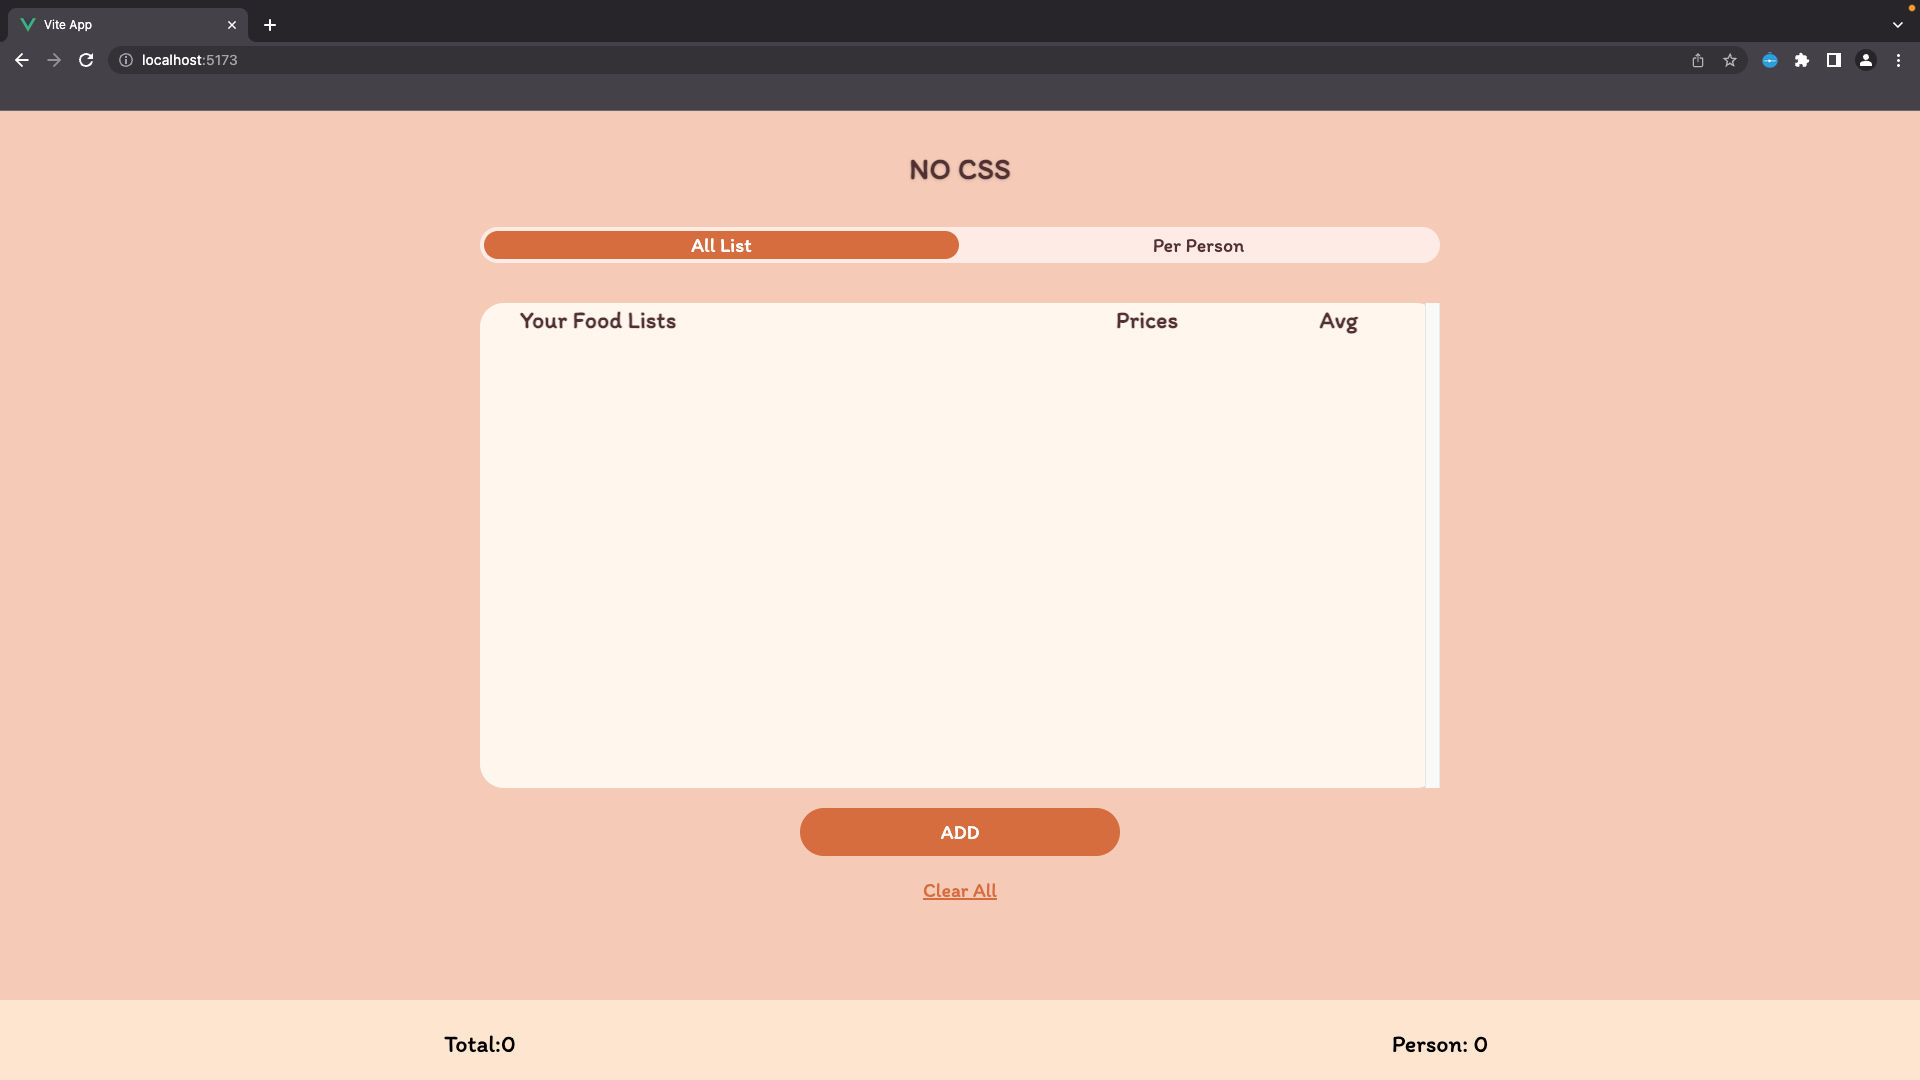 Vite App
localhost:5173
NO CSS
All List Per Person
Your Food Lists Prices Avg
ADD
Clear All
Total:0 Person: 0